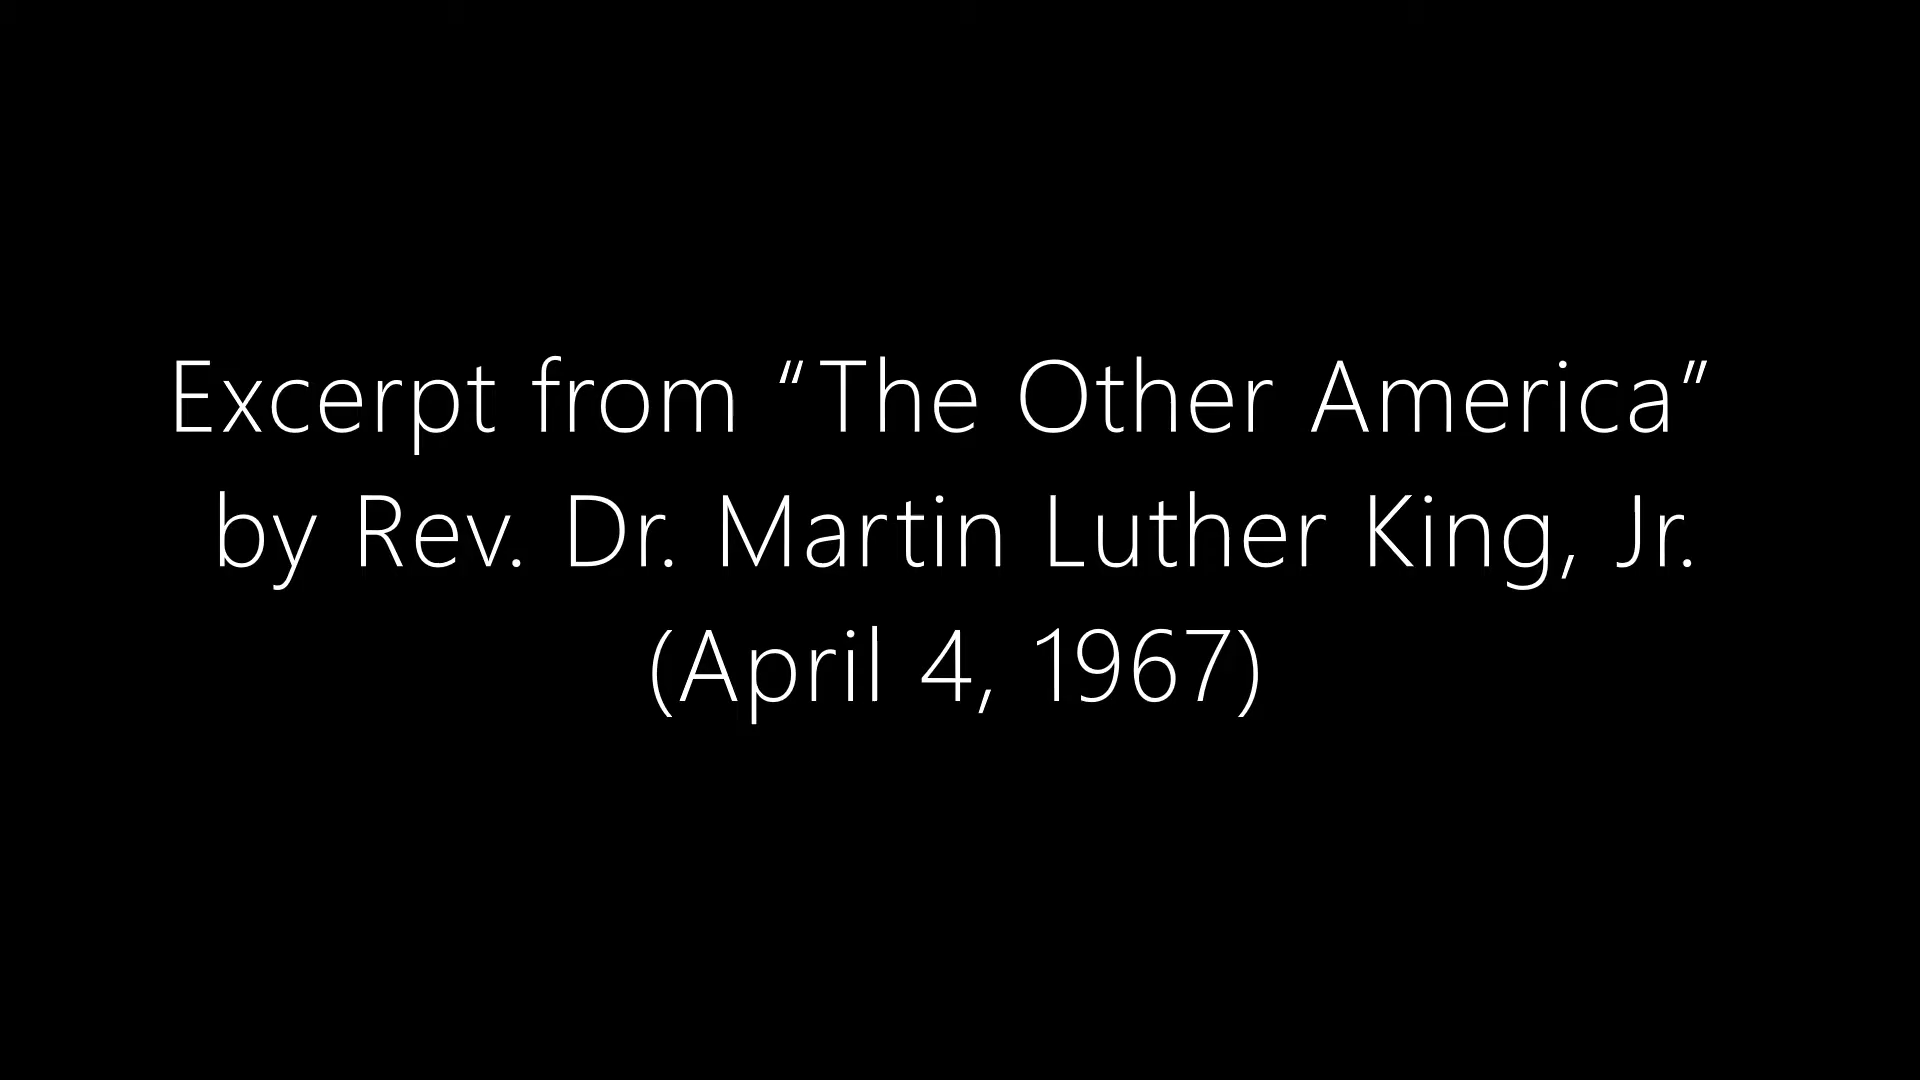 Excerpt from “The Other America”
by Rev. Dr. Martin Luther King, Jr.
(April 4, 1967)